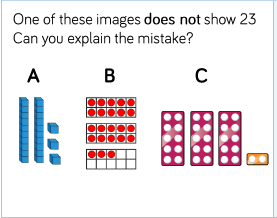 One of these images does not show 23
Can you explain the mistake?
A B C